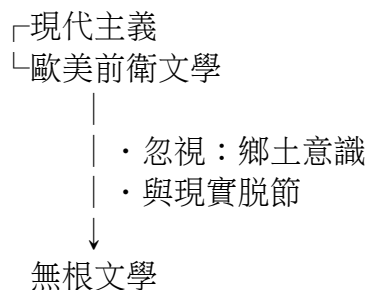 現代主義
歐美前衛文學
・忽視：鄉土意識
・與現實脱節
無根文學